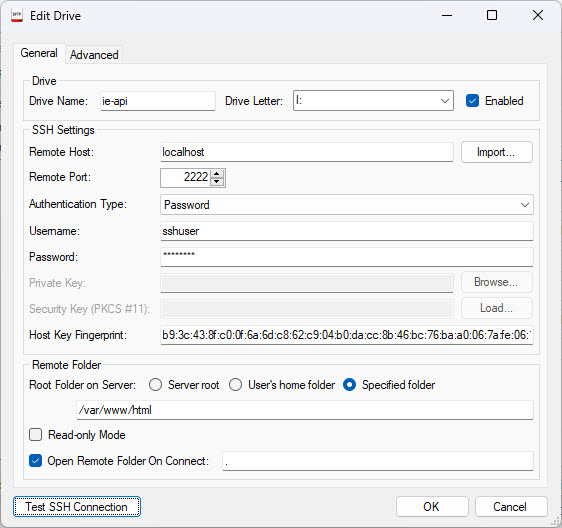 SFTP
Edit Drive
General
Advanced
Drive
Drive Name: ie-api Drive Letter: I: Enabled
SSH Settings
Remote Host: localhost Import...
Remote Port: 2222
Authentication Type: Password
Username: sshuser
Password: ********
Private Key: Browse...
Security Key (PKCS #11): Load...
Host Key Fingerprint: b9:3c:43:8f:c0:0f:6a:6d:c8:62:c9:04:b0:da:cc:8b:46:bc:76:ba:a0:06:7a:fe:06:
Remote Folder
Root Folder on Server: Server root User's home folder Specified folder
/var/www/html
Read-only Mode
Open Remote Folder On Connect: .
Test SSH Connection OK Cancel